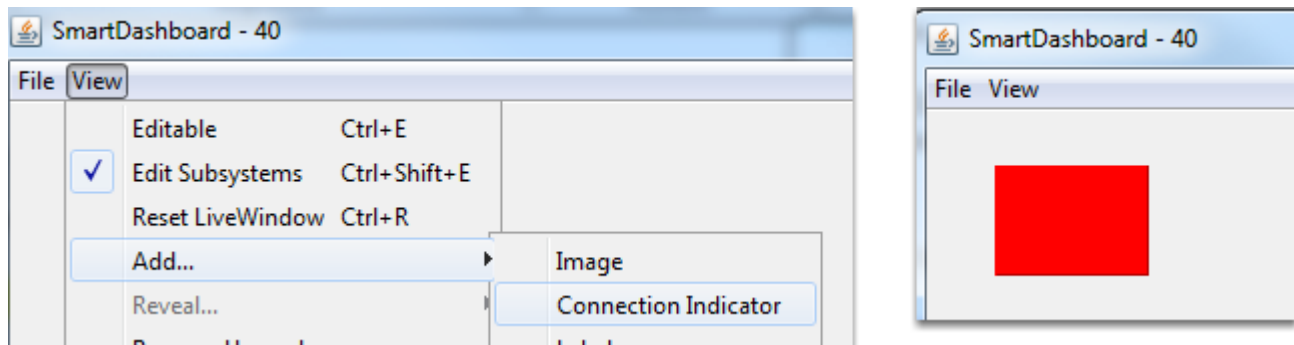 SmartDashboard - 40
File View
Editable Ctrl+E
✓ Edit Subsystems Ctrl+Shift+E
Reset LiveWindow Ctrl+R
Add...
Image
Reveal...
Connection Indicator
SmartDashboard - 40
File View